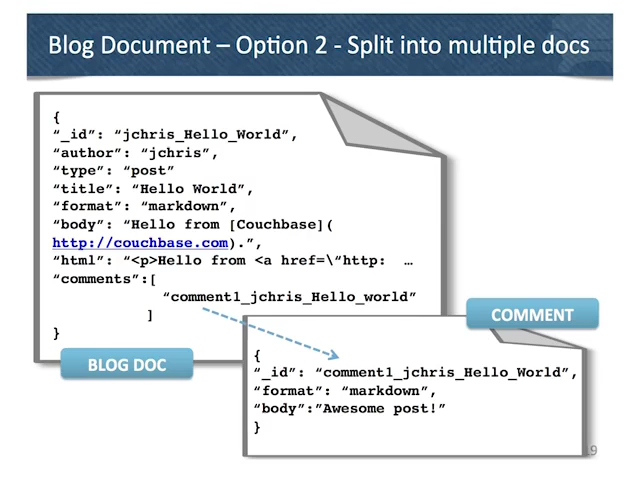 Blog Document – Option 2 - Split into multiple docs
{
“_id”: “jchris_Hello_World”,
“author”: “jchris”,
“type”: “post”
“title”: “Hello World”,
“format”: “markdown”,
“body”: “Hello from [Couchbase](
http://couchbase.com).”,
“html”: “<p>Hello from <a href=\“http: …
“comments”:[
“comment1_jchris_Hello_world”
]
}
BLOG DOC
COMMENT
{
“_id”: “comment1_jchris_Hello_World”,
“format”: “markdown”,
“body”:”Awesome post!”
}
19